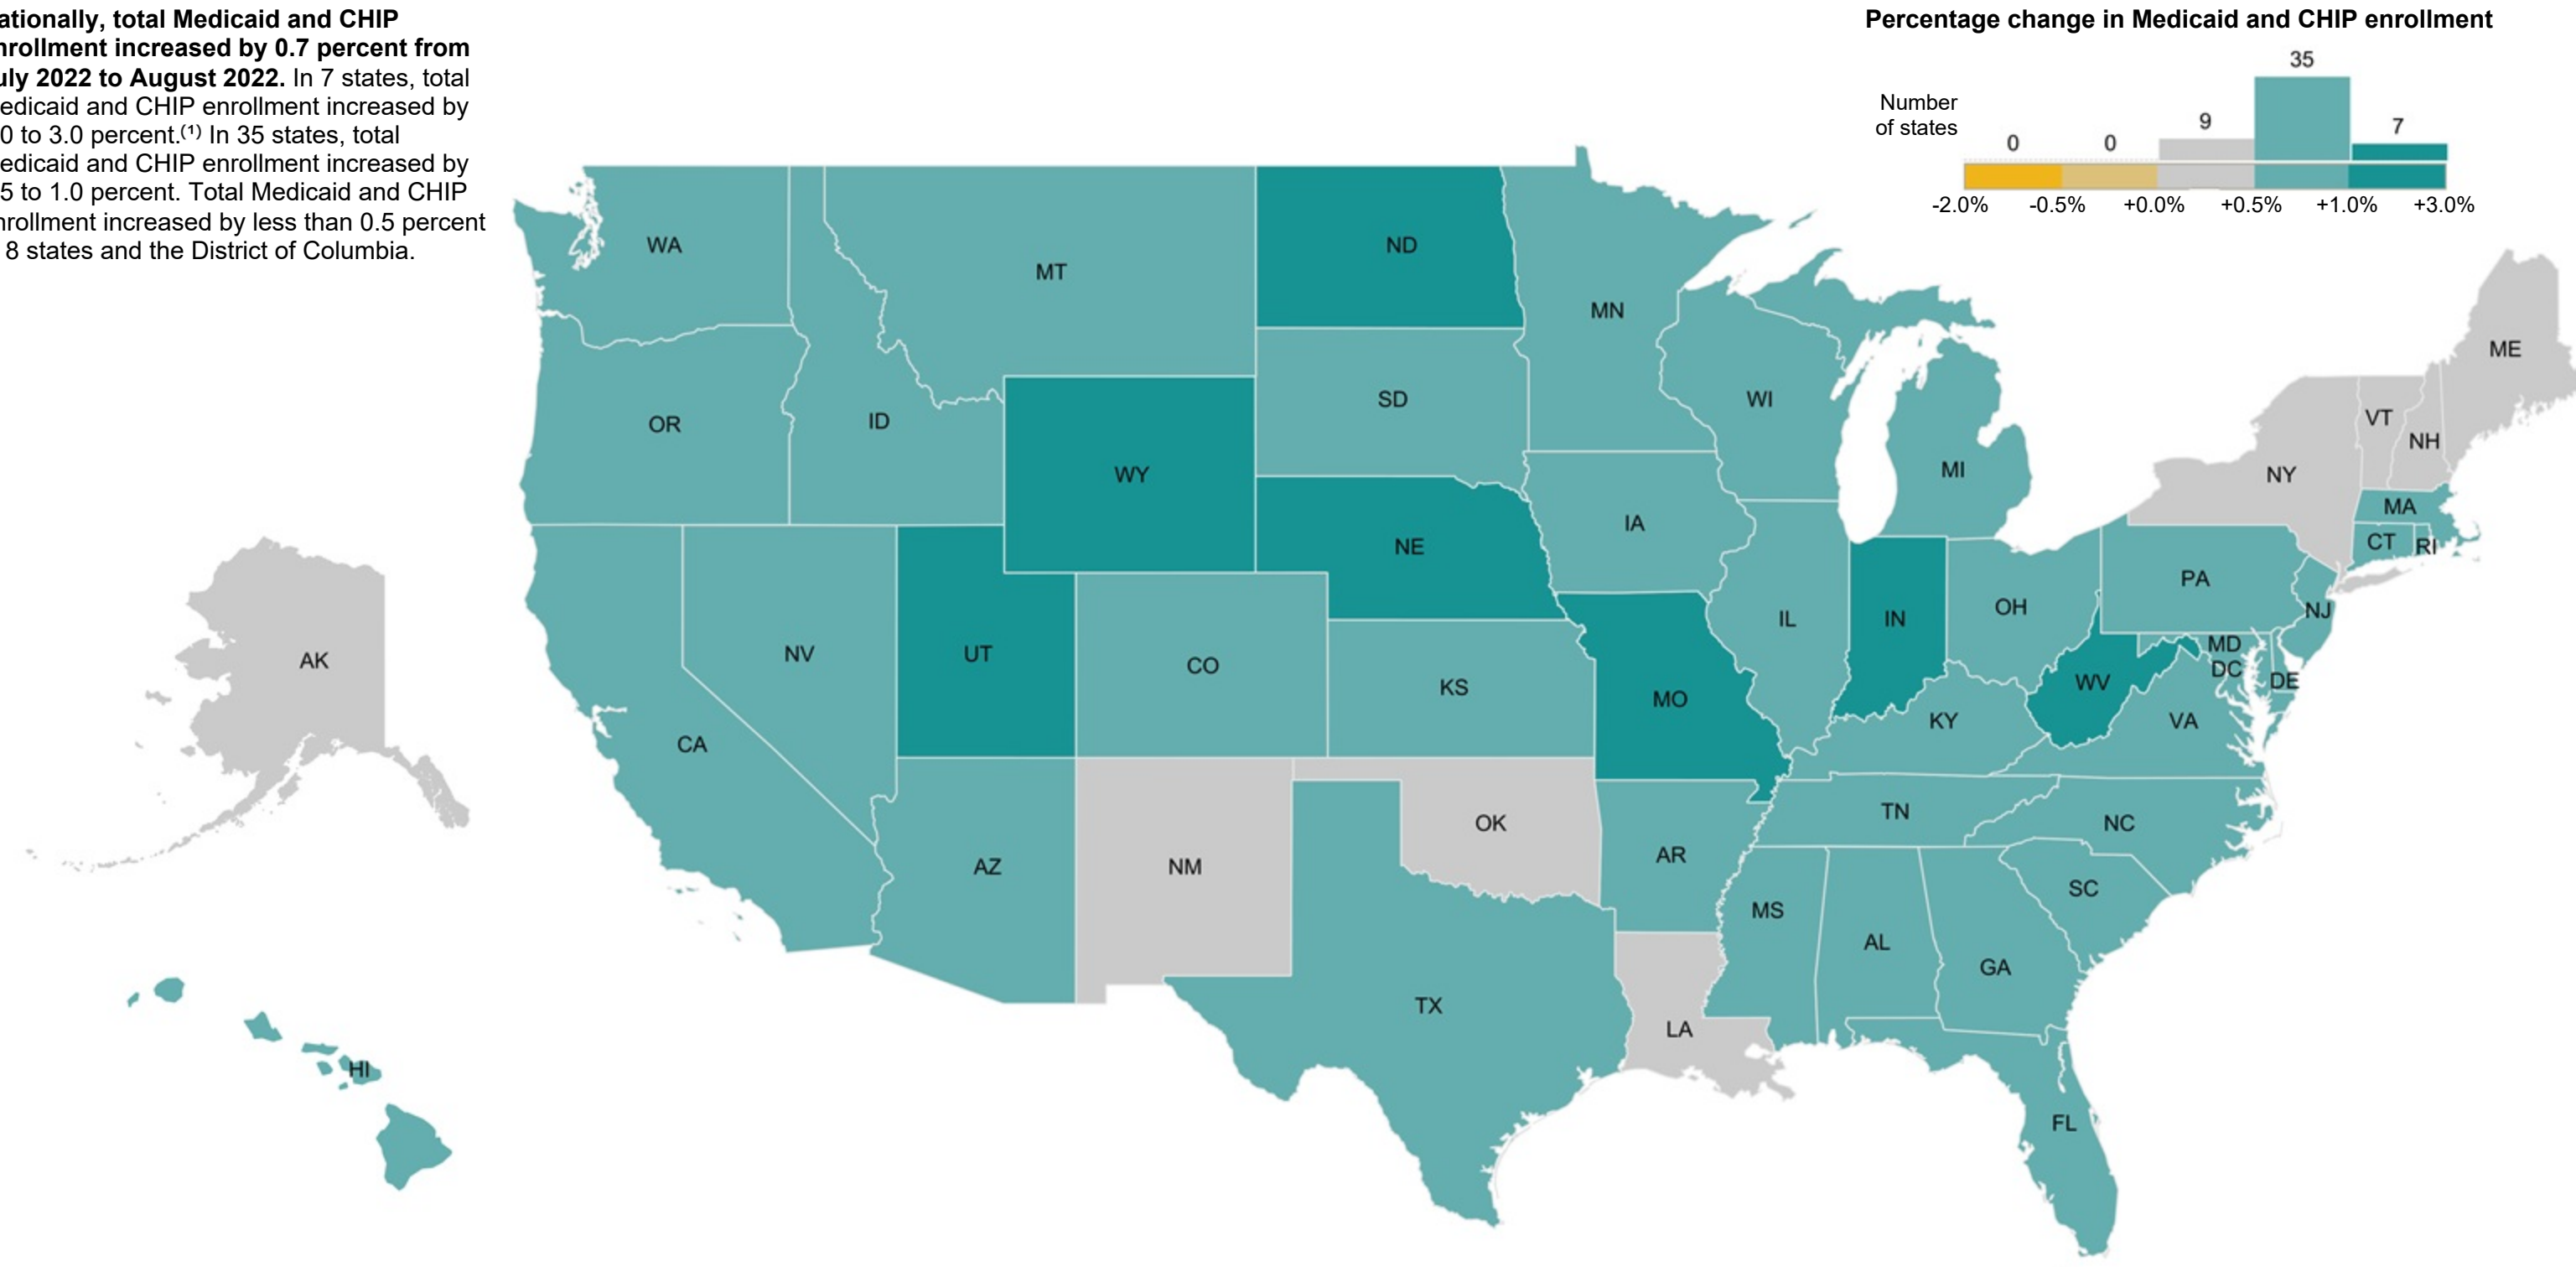 ationally, total Medicaid and CHIP
nrollment increased by 0.7 percent from
uly 2022 to August 2022. In 7 states, total
edicaid and CHIP enrollment increased by
0 to 3.0 percent.⁽¹⁾ In 35 states, total
edicaid and CHIP enrollment increased by
5 to 1.0 percent. Total Medicaid and CHIP
nrollment increased by less than 0.5 percent
8 states and the District of Columbia.
Percentage change in Medicaid and CHIP enrollment
Number
of states
0 0 9 35 7
-2.0% -0.5% +0.0% +0.5% +1.0% +3.0%
WA
MT
ND
MN
ME
OR
ID
WY
SD
WI
MI
VT
NH
NY
MA
CT
RI
NE
IA
PA
NJ
NV
UT
CO
KS
MO
IL
IN
OH
WV
MD
DC
DE
VA
KY
CA
AK
AZ
NM
OK
AR
TN
NC
SC
MS
AL
GA
TX
LA
FL
HI